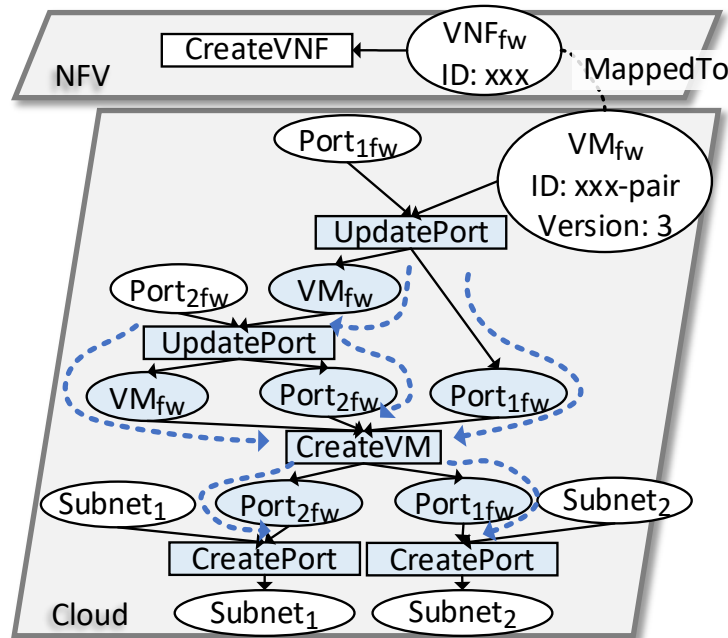 CreateVNF
VNFfw
ID: xxx
NFV
MappedTo
Port1fw
VMfw
ID: xxx-pair
Version: 3
UpdatePort
Port2fw
VMfw
UpdatePort
VMfw
Port2fw
Port1fw
CreateVM
Subnet1
Port2fw
Port1fw
Subnet2
CreatePort
CreatePort
Cloud
Subnet1
Subnet2